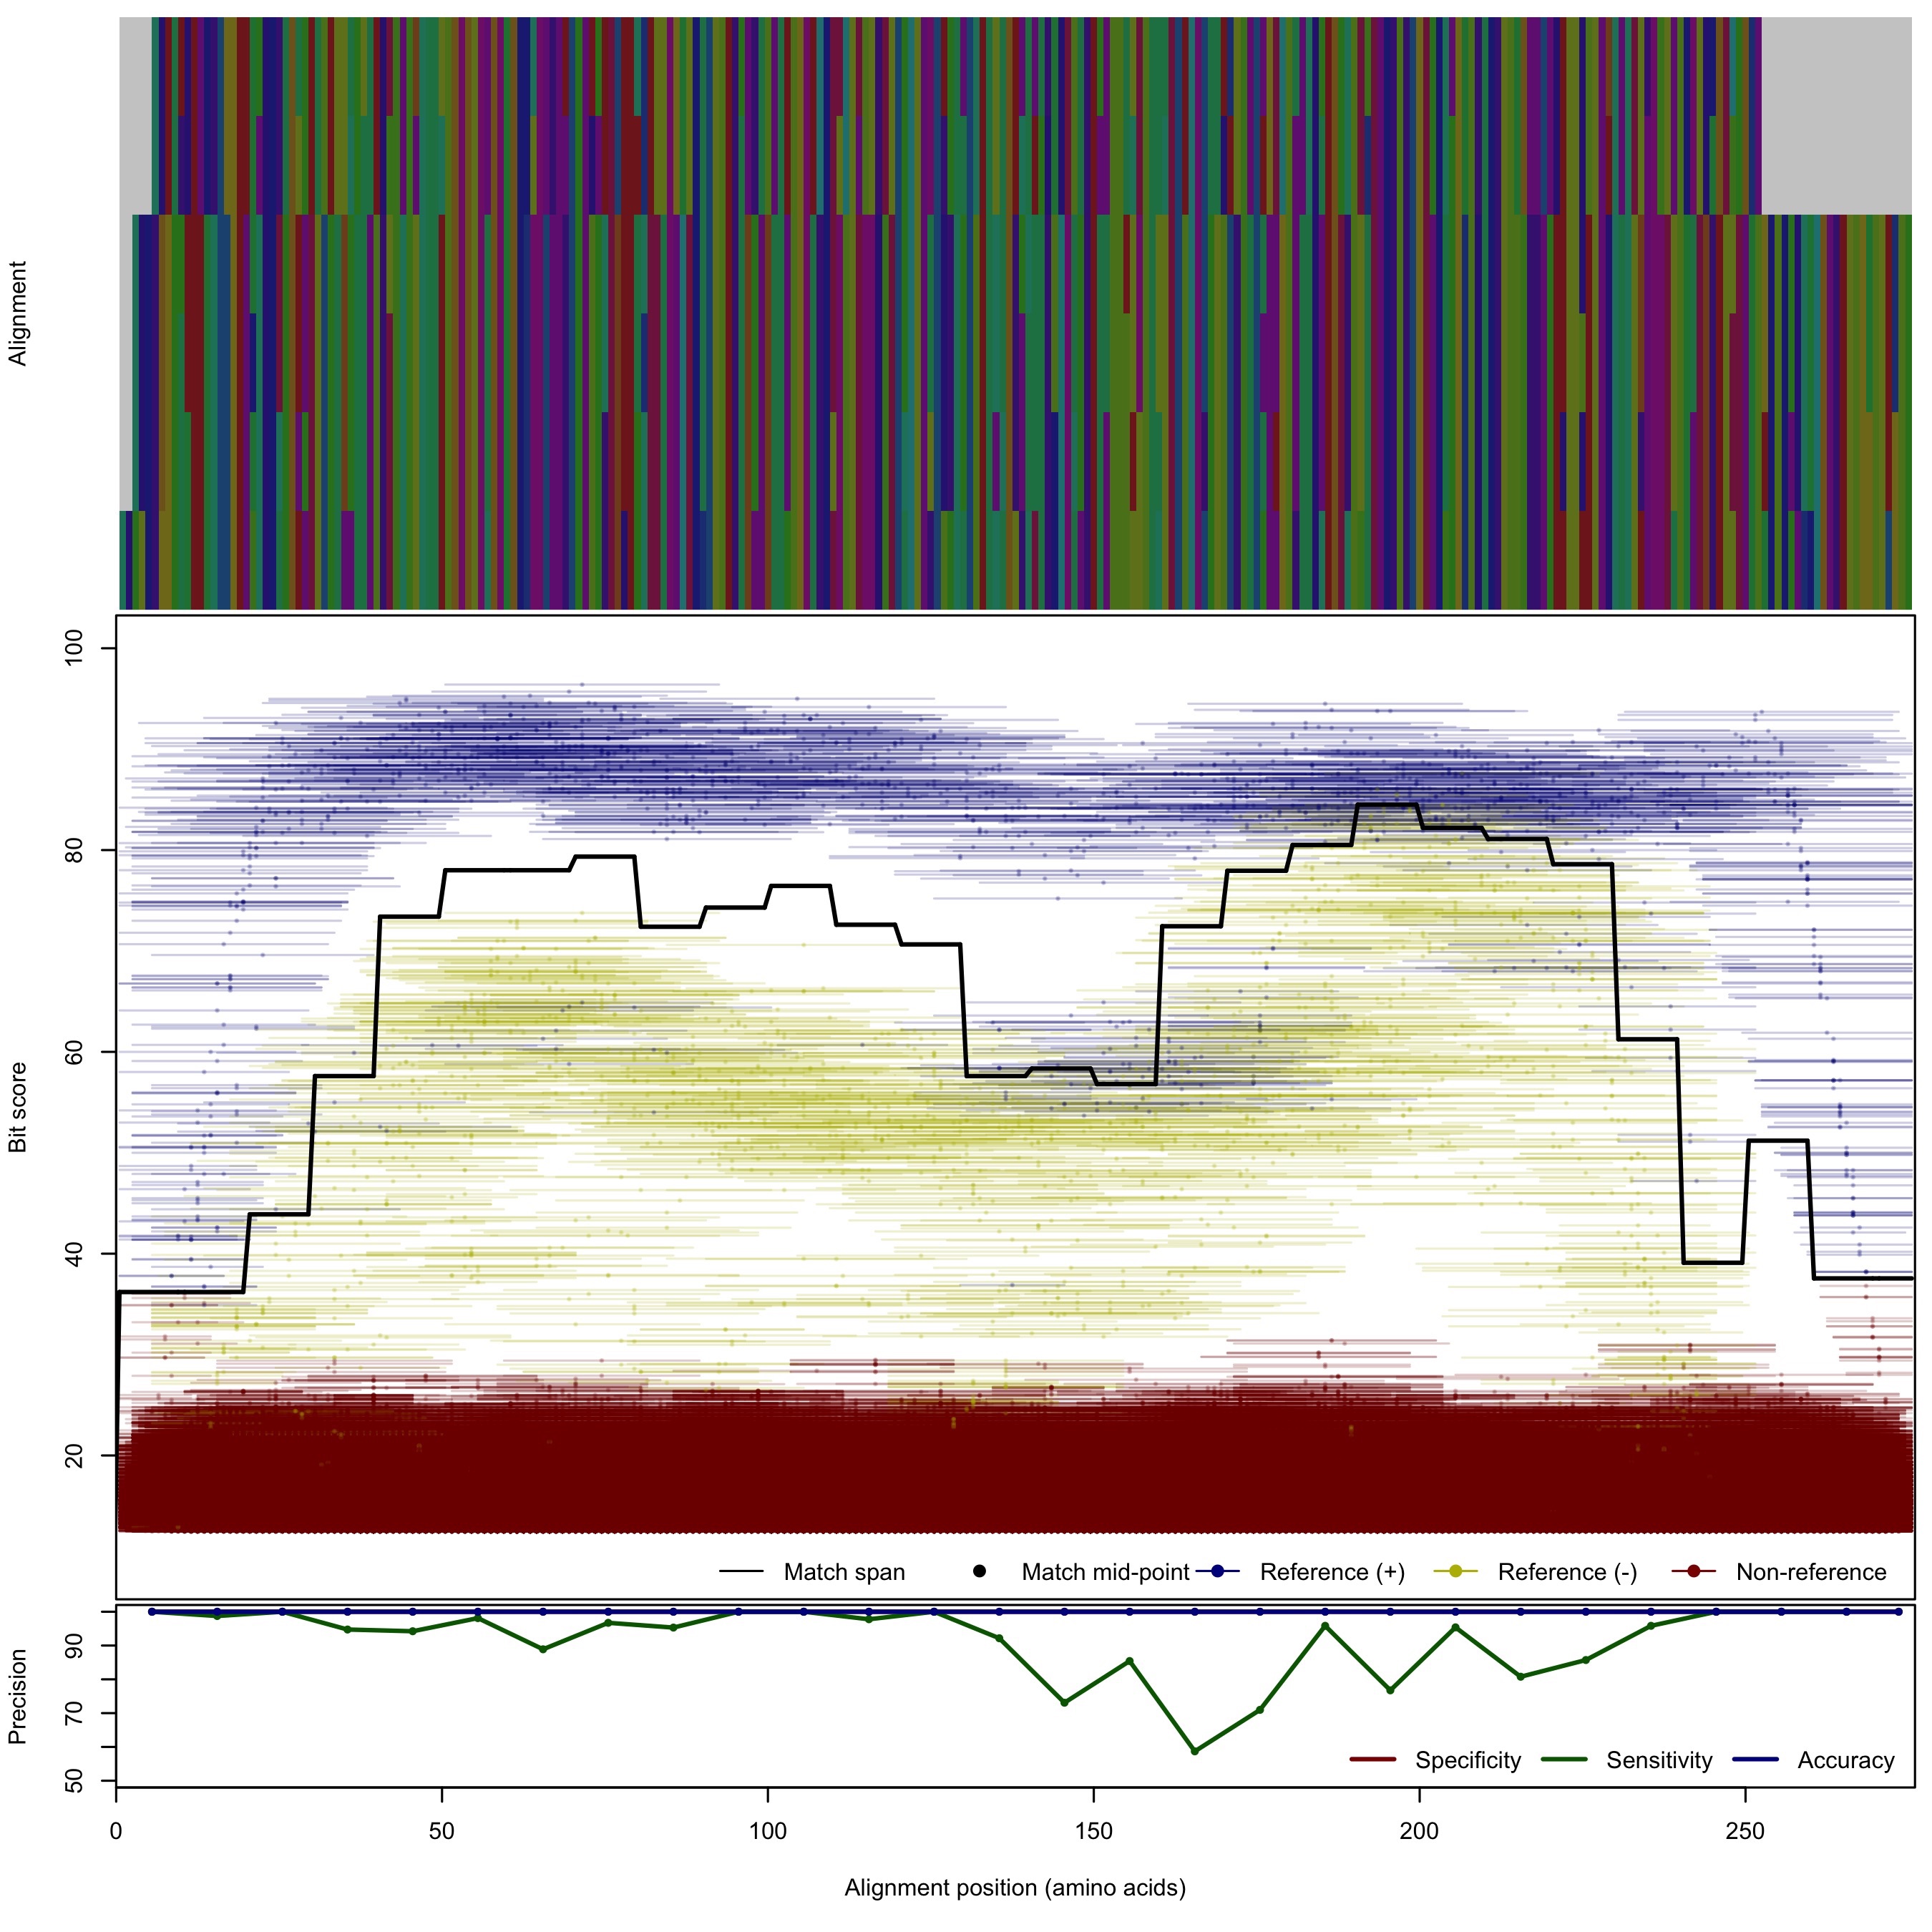 Alignment
100
80
60
40
20
Bit score
Match span Match mid-point Reference (+) Reference (-) Non-reference
90
70
50
Precision
Specificity Sensitivity Accuracy
0 50 100 150 200 250
Alignment position (amino acids)